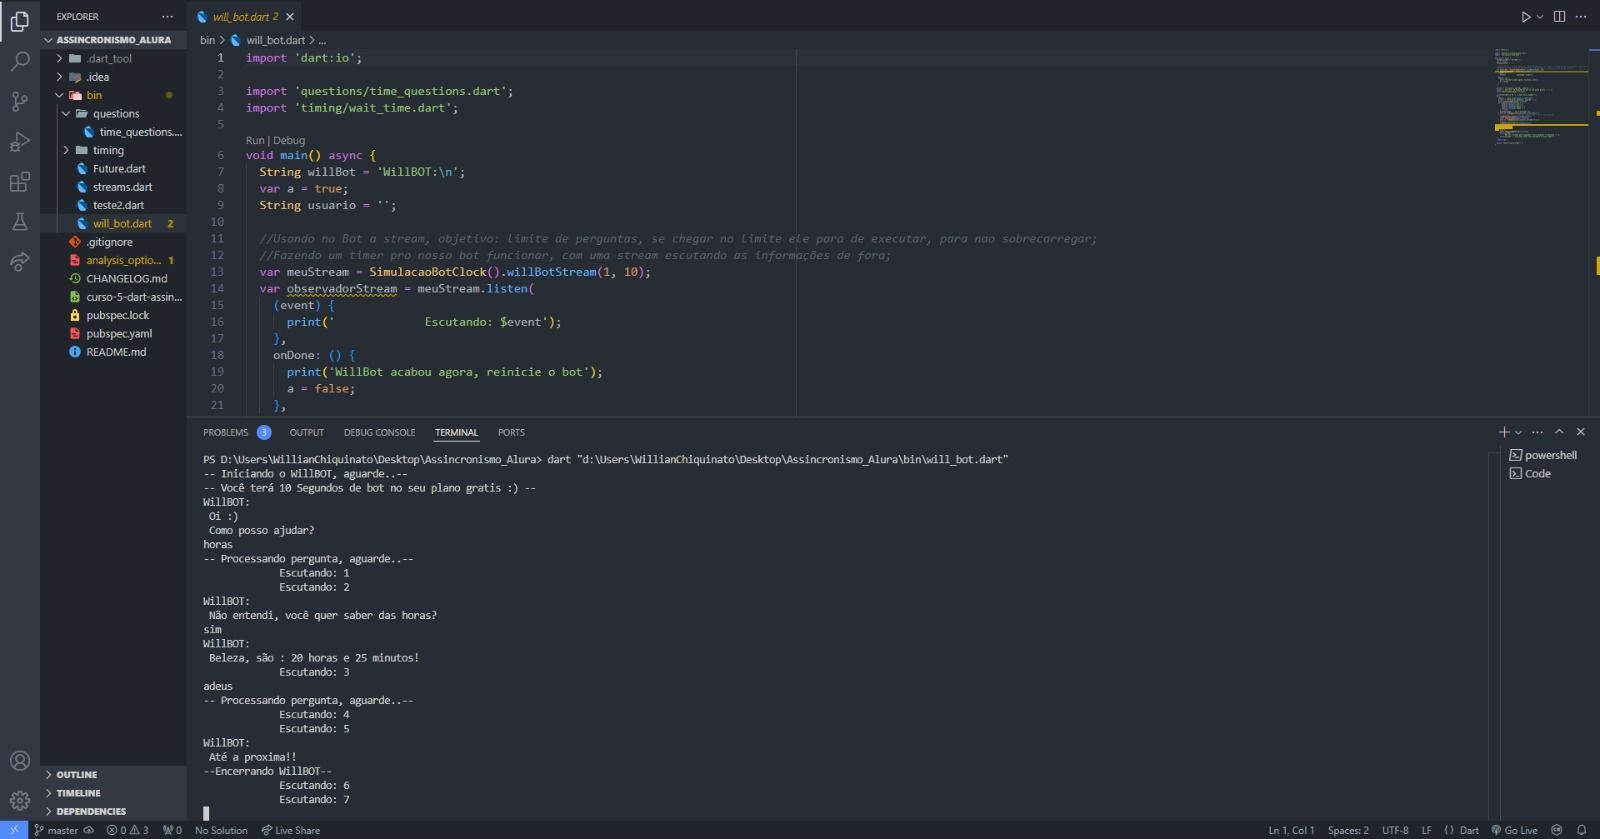 EXPLORER
will_bot.dart 2
ASSINCRONISMO_ALURA
.dart_tool
.idea
bin
questions
time_questions....
timing
Future.dart
streams.dart
teste2.dart
will_bot.dart 2
.gitignore
analysis_optio... 1
CHANGELOG.md
curso-5-dart-assin...
pubspec.lock
pubspec.yaml
README.md
OUTLINE
TIMELINE
DEPENDENCIES
bin > will_bot.dart > ...
1 import 'dart:io';
2
3 import 'questions/time_questions.dart';
4 import 'timing/wait_time.dart';
5
Run | Debug
6 void main() async {
7 String willBot = 'WillBOT:\n';
8 var a = true;
9 String usuario = '';
10
11 //Usando no Bot a stream, objetivo: limite de perguntas, se chegar no limite ele para de executar, para nao sobrecarregar;
12 //Fazendo um timer pro nosso bot funcionar, com uma stream escutando as informações de fora;
13 var meuStream = SimulacaoBotClock().willBotStream(1, 10);
14 var observadorStream = meuStream.listen(
15 (event) {
16 print('            Escutando: $event');
17 },
18 onDone: () {
19 print('WillBot acabou agora, reinicie o bot');
20 a = false;
21 },
PROBLEMS 3 OUTPUT DEBUG CONSOLE TERMINAL PORTS
powershell
Code
PS D:\Users\WillianChiquinato\Desktop\Assincronismo_Alura> dart "d:\Users\WillianChiquinato\Desktop\Assincronismo_Alura\bin\will_bot.dart"
-- Iniciando o WillBOT, aguarde..--
-- Você terá 10 Segundos de bot no seu plano gratis :) --
WillBOT:
Oi :)
Como posso ajudar?
horas
-- Processando pergunta, aguarde..--
Escutando: 1
Escutando: 2
WillBOT:
Não entendi, você quer saber das horas?
sim
WillBOT:
Beleza, são : 20 horas e 25 minutos!
Escutando: 3
adeus
-- Processando pergunta, aguarde..--
Escutando: 4
Escutando: 5
WillBOT:
Até a proxima!!
--Encerrando WillBOT--
Escutando: 6
Escutando: 7
master 0 3 0 No Solution Live Share Ln 1, Col 1 Spaces: 2 UTF-8 LF {} Dart Go Live